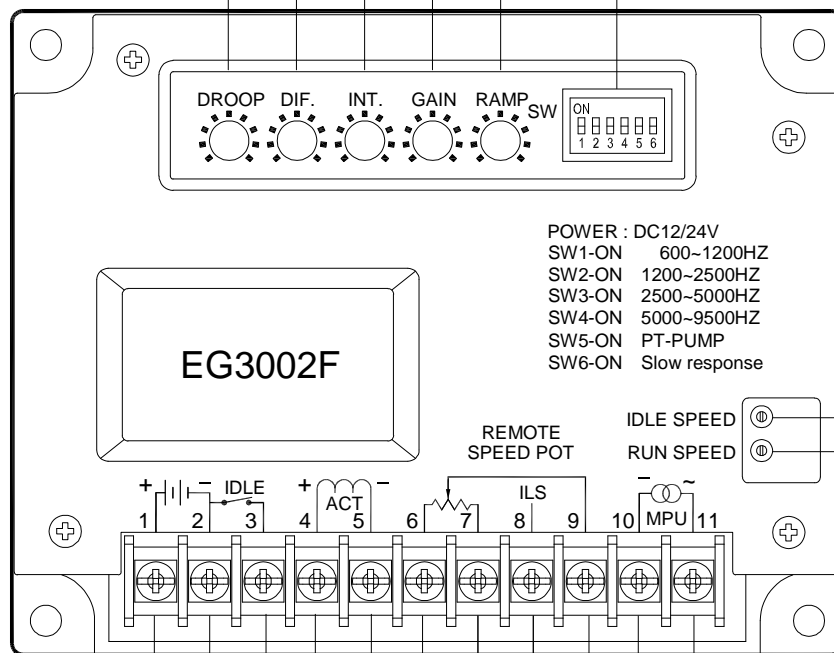 DROOP DIF. INT. GAIN RAMP SW
ON
1 2 3 4 5 6
POWER : DC12/24V
SW1-ON 600~1200HZ
SW2-ON 1200~2500HZ
SW3-ON 2500~5000HZ
SW4-ON 5000~9500HZ
SW5-ON PT-PUMP
SW6-ON Slow response
EG3002F
IDLE SPEED
RUN SPEED
REMOTE
SPEED POT
+ − IDLE + ACT − ILS − MPU ~
1 2 3 4 5 6 7 8 9 10 11